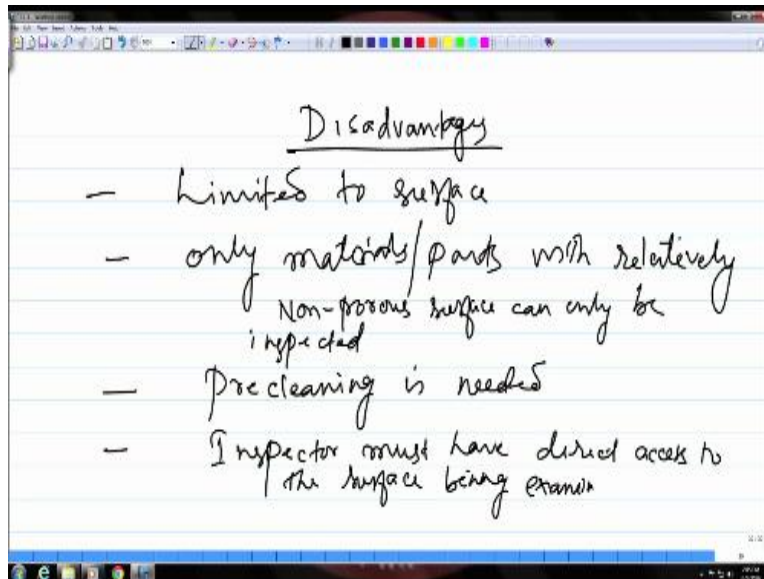 Disadvantages
- Limited to surface
- only materials/parts with relatively
Non-porous surface can only be
inspected
- Precleaning is needed
- Inspector must have direct access to
the surface being examin